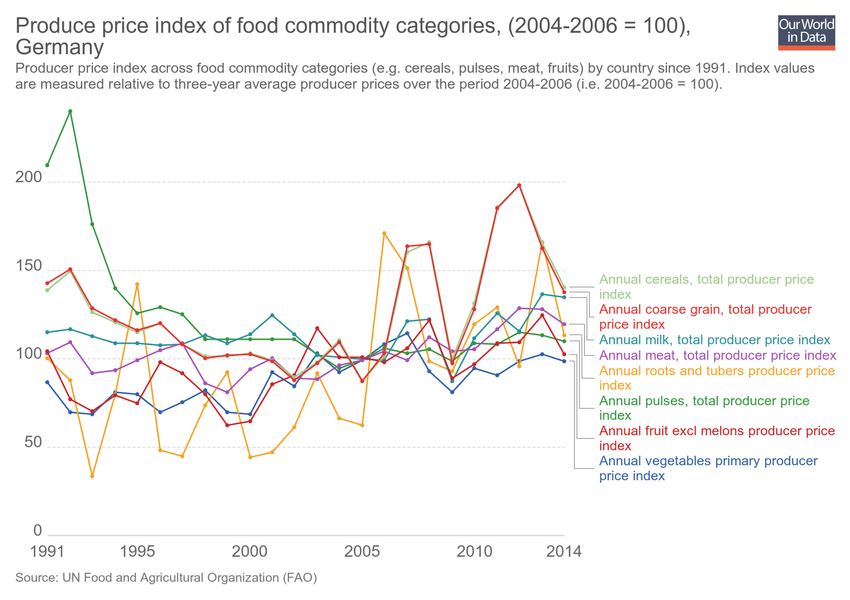 Produce price index of food commodity categories, (2004-2006 = 100),
Germany
Our World
in Data
Producer price index across food commodity categories (e.g. cereals, pulses, meat, fruits) by country since 1991. Index values
are measured relative to three-year average producer prices over the period 2004-2006 (i.e. 2004-2006 = 100).
200
150
100
50
0
1991
1995
2000
2005
2010
2014
Annual cereals, total producer price
index
Annual coarse grain, total producer
price index
Annual milk, total producer price index
Annual meat, total producer price index
Annual roots and tubers producer price
index
Annual pulses, total producer price
index
Annual fruit excl melons producer price
index
Annual vegetables primary producer
price index
Source: UN Food and Agricultural Organization (FAO)